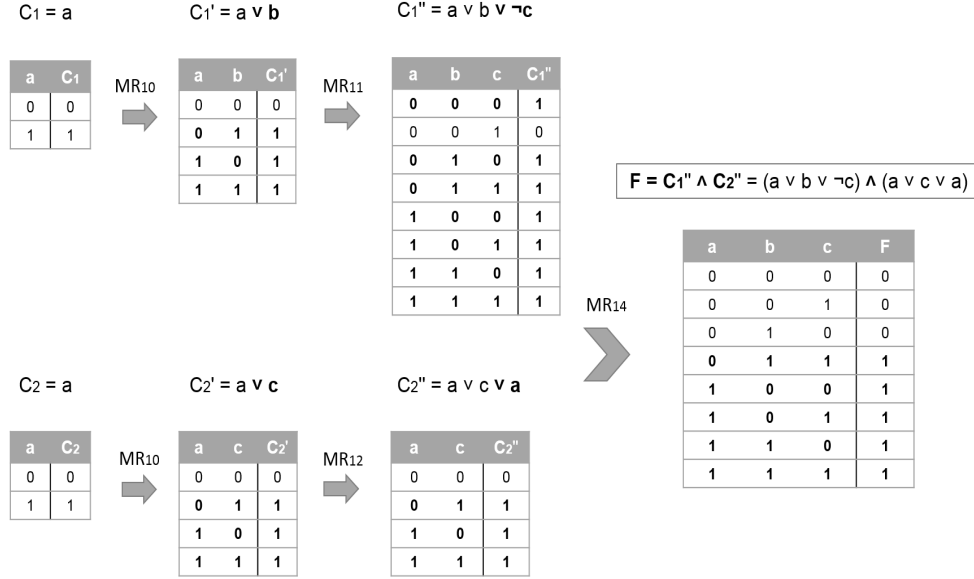 C1 = a
C1' = a ∨ b
C1'' = a ∨ b ∨ ¬c
a C1
0 0
1 1
MR10
a b C1'
0 0 0
0 1 1
1 0 1
1 1 1
MR11
a b c C1''
0 0 0 1
0 0 1 0
0 1 0 1
0 1 1 1
1 0 0 1
1 0 1 1
1 1 0 1
1 1 1 1
C2 = a
C2' = a ∨ c
C2'' = a ∨ c ∨ a
a C2
0 0
1 1
MR10
a c C2'
0 0 0
0 1 1
1 0 1
1 1 1
MR12
a c C2''
0 0 0
0 1 1
1 0 1
1 1 1
MR14
F = C1'' ∧ C2'' = (a ∨ b ∨ ¬c) ∧ (a ∨ c ∨ a)
a b c F
0 0 0 0
0 0 1 0
0 1 0 0
0 1 1 1
1 0 0 1
1 0 1 1
1 1 0 1
1 1 1 1